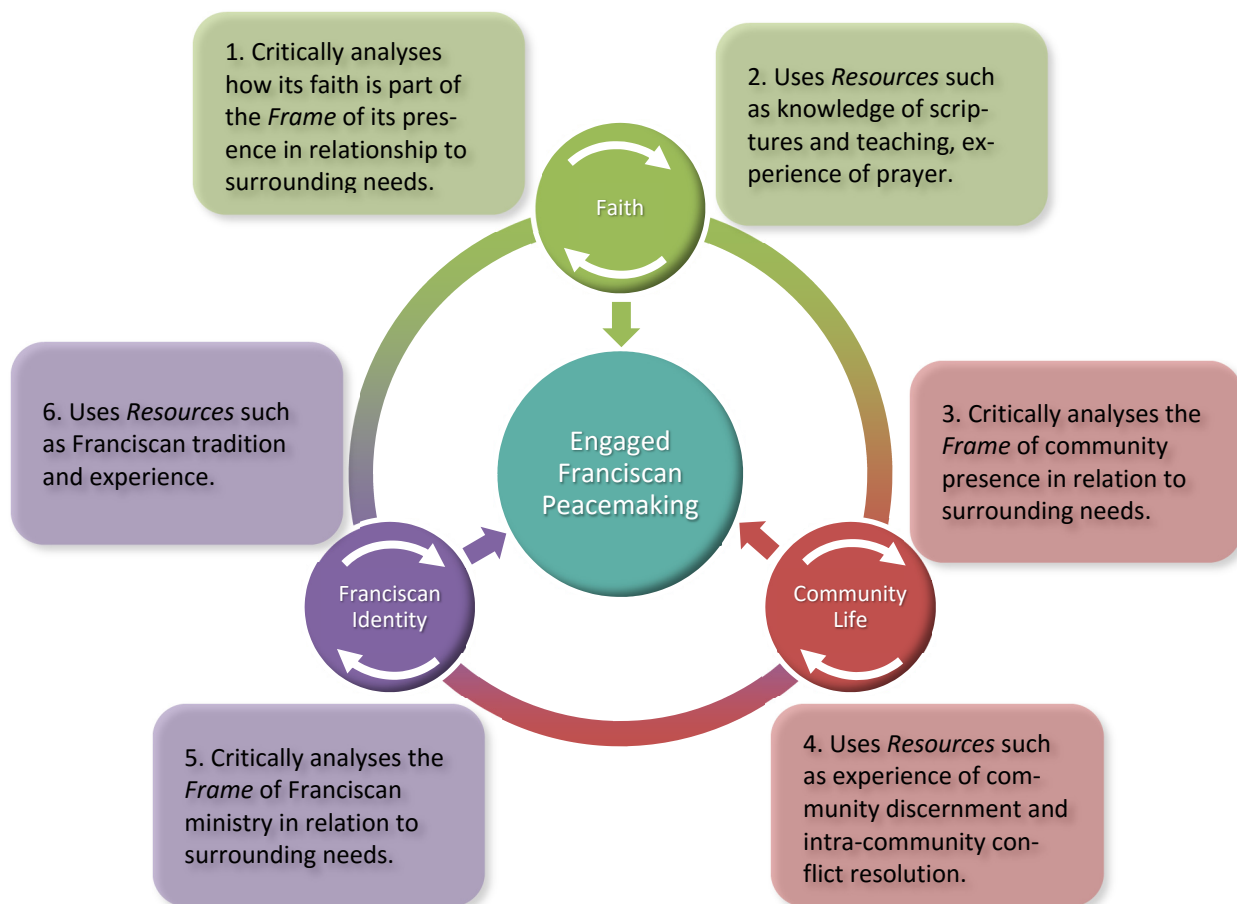 1. Critically analyses
how its faith is part of
the Frame of its pres-
ence in relationship to
surrounding needs.
2. Uses Resources such
as knowledge of scrip-
tures and teaching, ex-
perience of prayer.
Faith
6. Uses Resources such
as Franciscan tradition
and experience.
Engaged
Franciscan
Peacemaking
3. Critically analyses the
Frame of community
presence in relation to
surrounding needs.
Franciscan
Identity
Community
Life
5. Critically analyses the
Frame of Franciscan
ministry in relation to
surrounding needs.
4. Uses Resources such
as experience of com-
munity discernment and
intra-community con-
flict resolution.